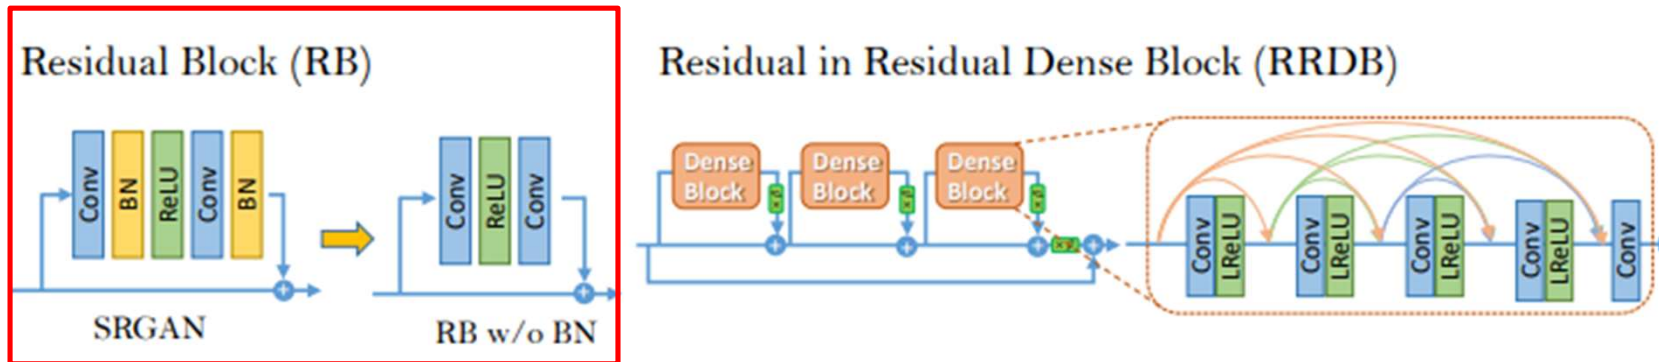 Residual Block (RB)
Conv
BN
ReLU
Conv
BN
SRGAN
Conv
ReLU
Conv
RB w/o BN
Residual in Residual Dense Block (RRDB)
Dense
Block
Dense
Block
Dense
Block
Conv
LReLU
Conv
LReLU
Conv
LReLU
Conv
LReLU
Conv